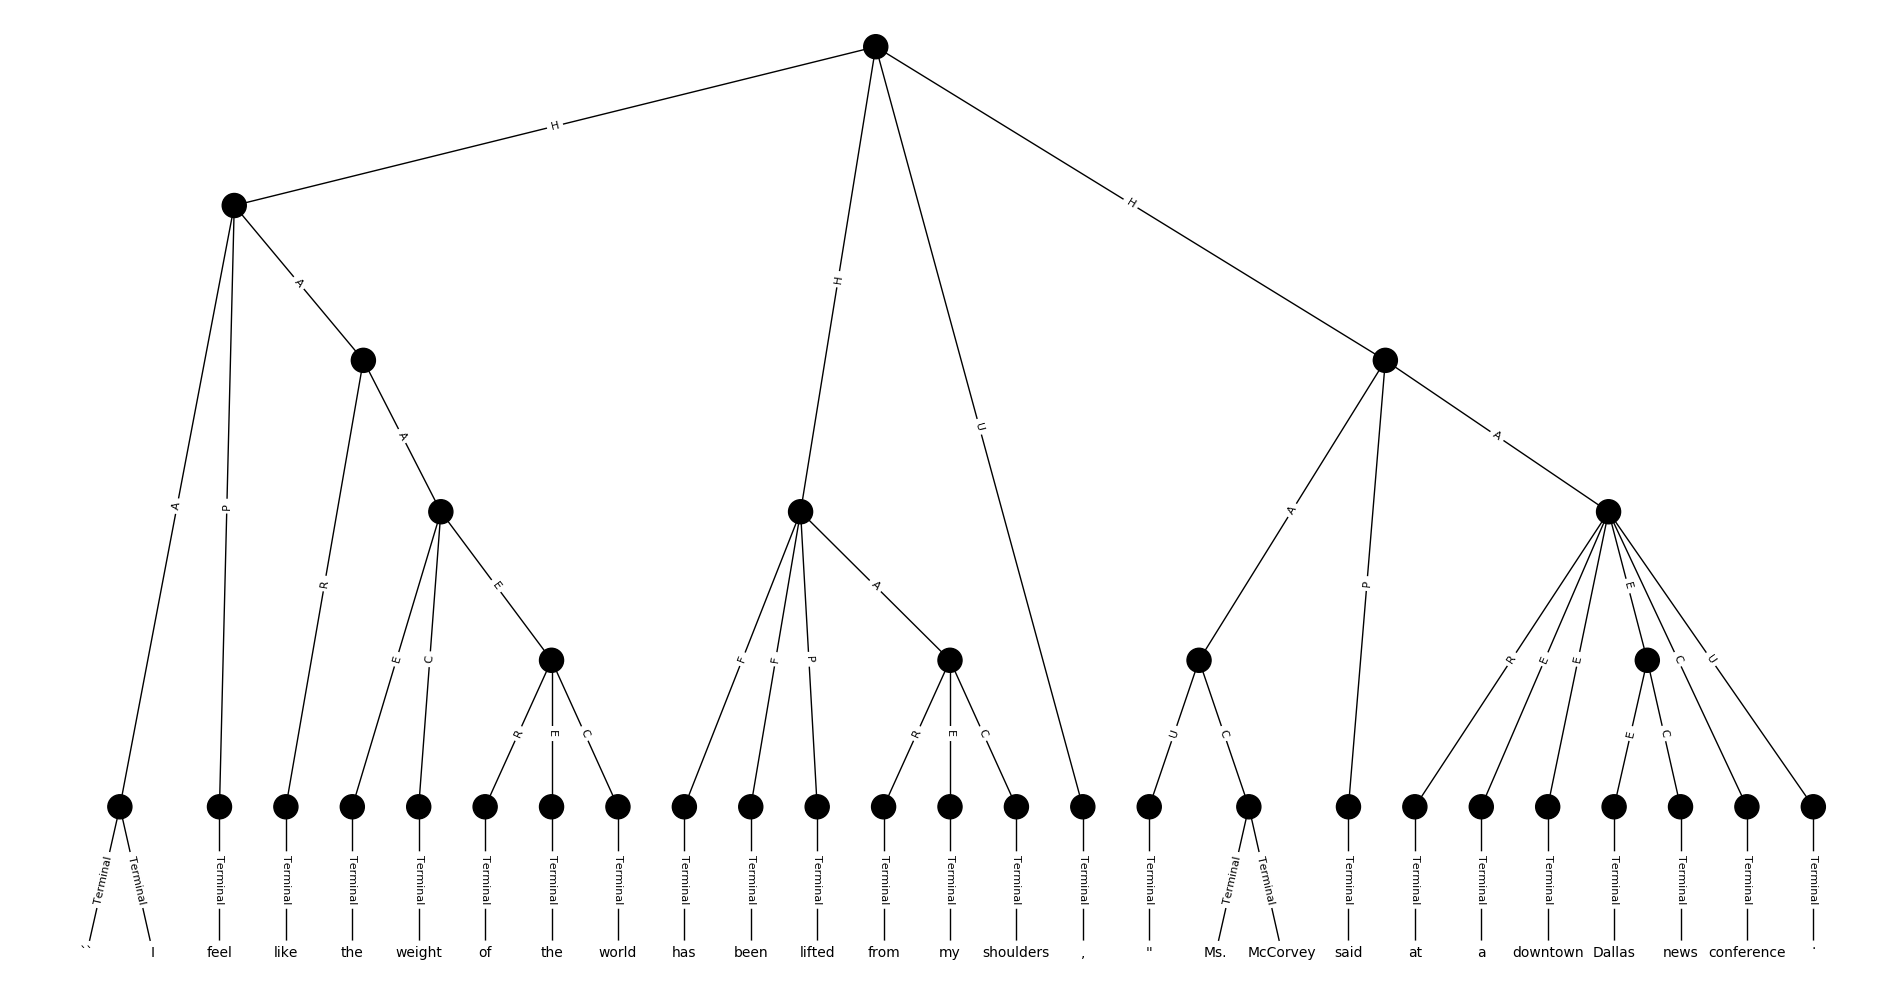 H
H
A
H
A
A
U
A
P
A
P
R
E
A
P
E
E
C
F
F
P
R
E
E
C
U
R
E
C
R
E
C
U
C
E
C
Terminal Terminal Terminal Terminal Terminal Terminal Terminal Terminal Terminal Terminal Terminal Terminal Terminal Terminal Terminal Terminal Terminal Terminal Terminal Terminal Terminal Terminal Terminal Terminal Terminal Terminal Terminal
`` I feel like the weight of the world has been lifted from my shoulders , " Ms. McCorvey said at a downtown Dallas news conference .